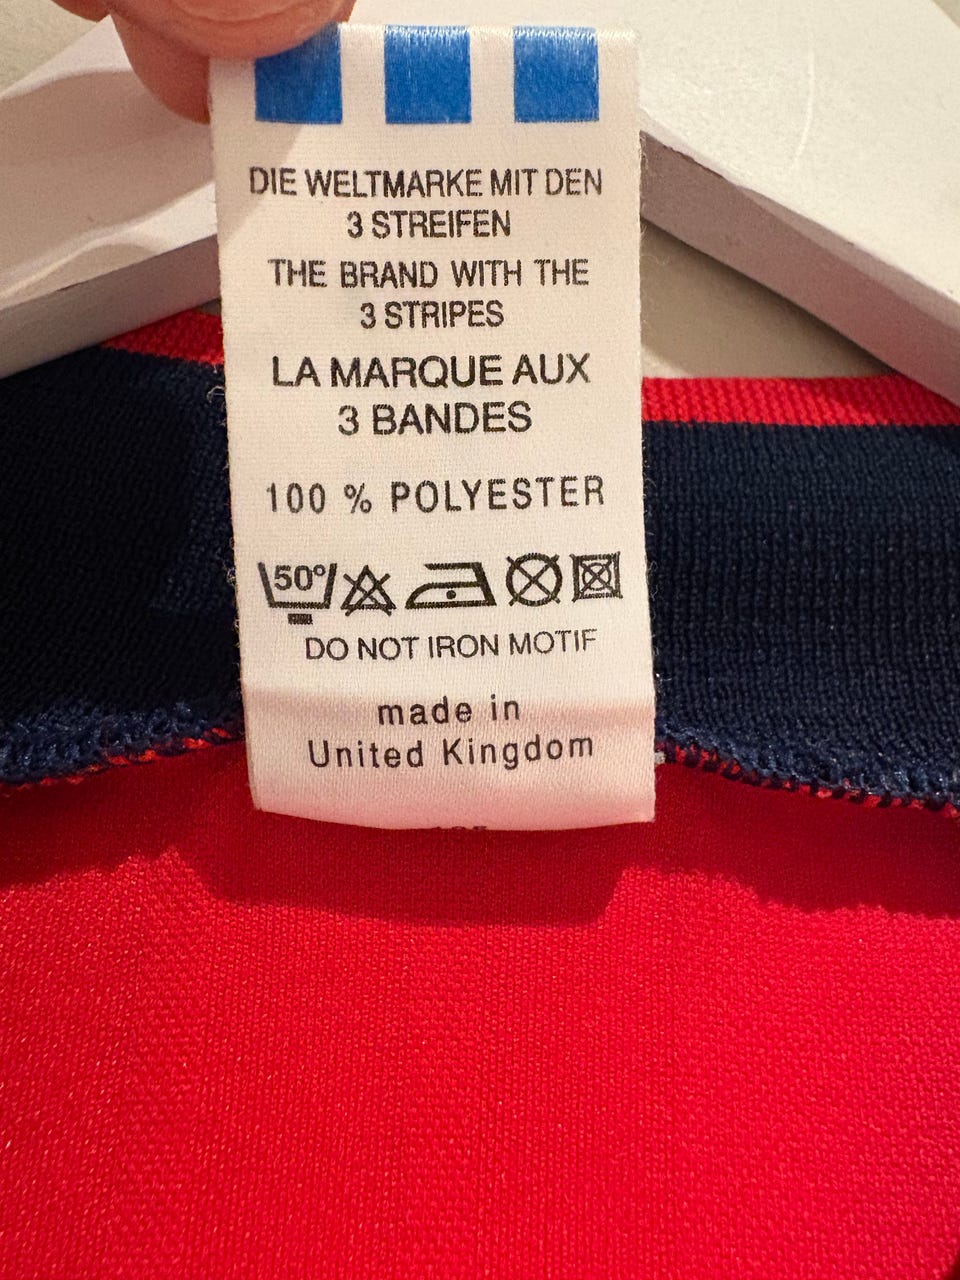 DIE WELTMARKE MIT DEN
3 STREIFEN
THE BRAND WITH THE
3 STRIPES
LA MARQUE AUX
3 BANDES
100 % POLYESTER
50°
DO NOT IRON MOTIF
made in
United Kingdom